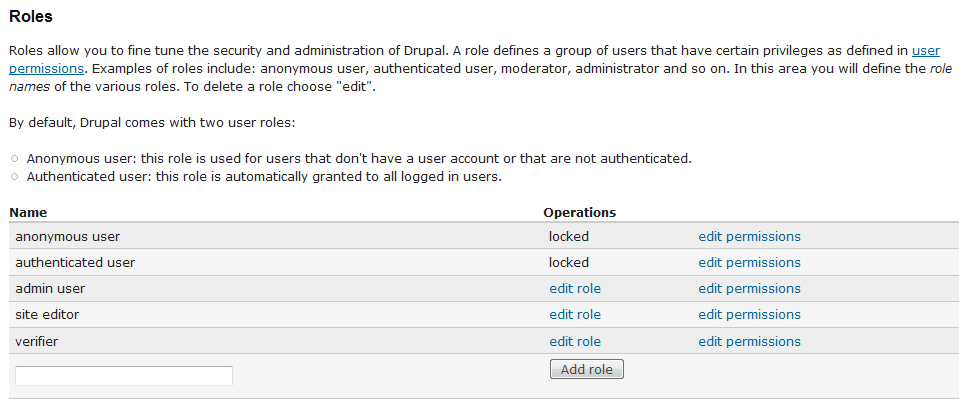 Roles
Roles allow you to fine tune the security and administration of Drupal. A role defines a group of users that have certain privileges as defined in user
permissions. Examples of roles include: anonymous user, authenticated user, moderator, administrator and so on. In this area you will define the role
names of the various roles. To delete a role choose "edit".
By default, Drupal comes with two user roles:
Anonymous user: this role is used for users that don't have a user account or that are not authenticated.
Authenticated user: this role is automatically granted to all logged in users.
Name Operations
anonymous user locked edit permissions
authenticated user locked edit permissions
admin user edit role edit permissions
site editor edit role edit permissions
verifier edit role edit permissions
Add role